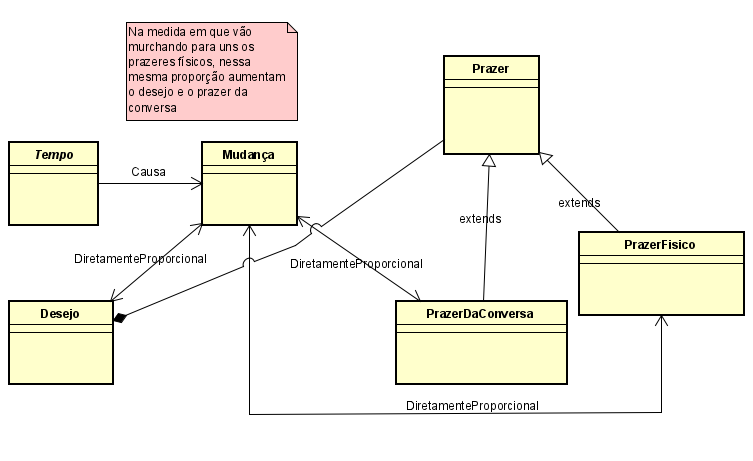 Na medida em que vão
murchando para uns os
prazeres físicos, nessa
mesma proporção aumentam
o desejo e o prazer da
conversa
Prazer
Tempo
Causa
Mudança
extends
extends
DiretamenteProporcional
DiretamenteProporcional
PrazerFisico
Desejo
PrazerDaConversa
DiretamenteProporcional